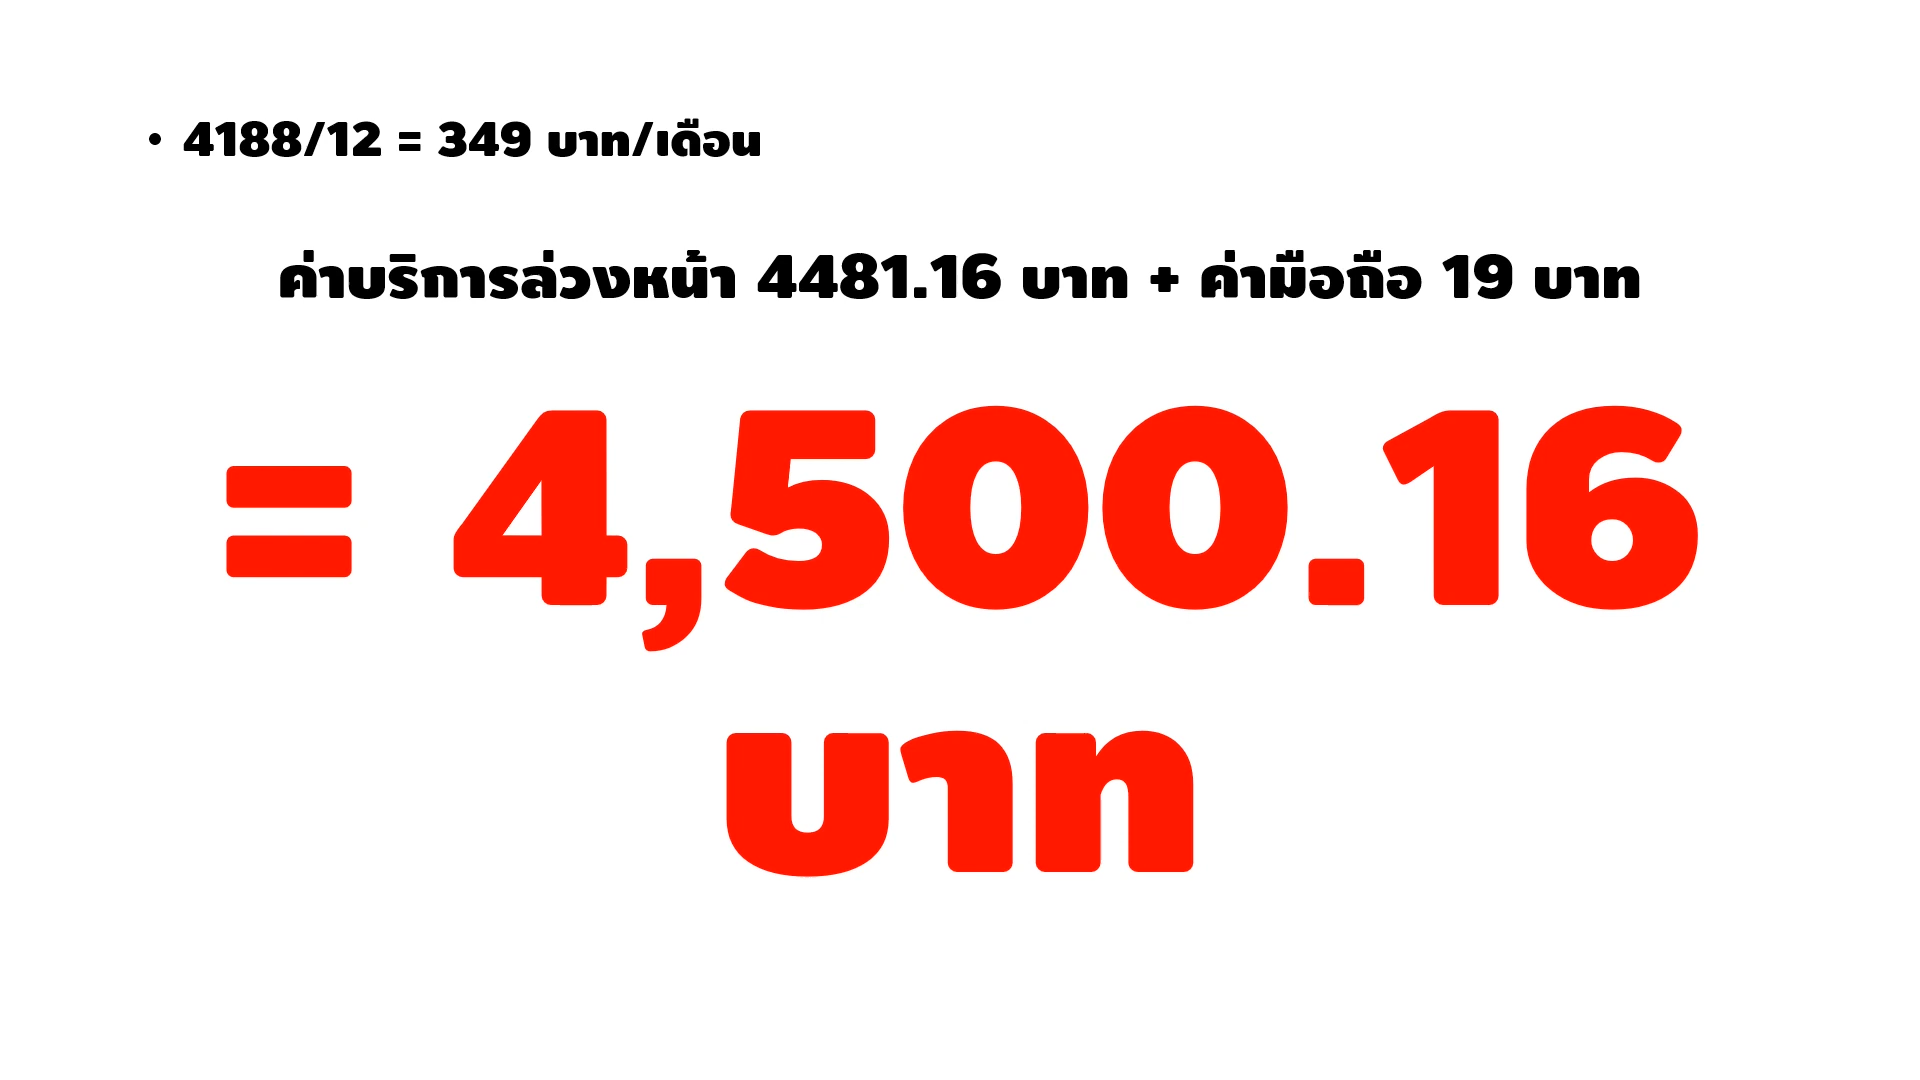 • 4188/12 = 349 บาท/เดือน
ค่าบริการล่วงหน้า 4481.16 บาท + ค่ามือถือ 19 บาท
= 4,500.16
บาท